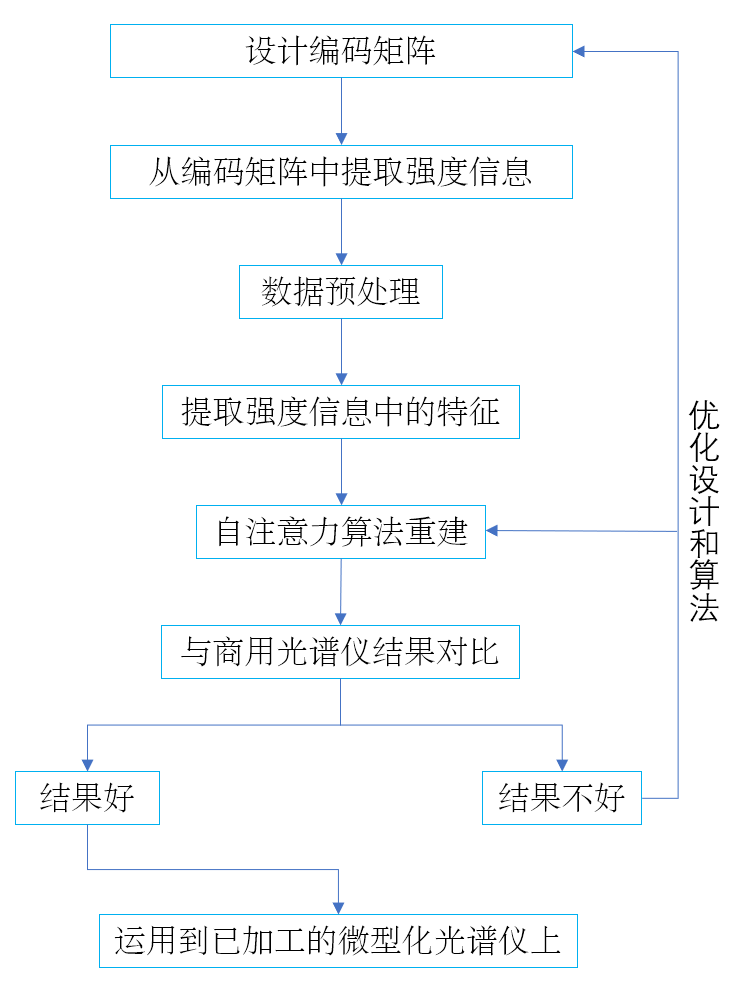 设计编码矩阵
从编码矩阵中提取强度信息
数据预处理
提取强度信息中的特征
自注意力算法重建
与商用光谱仪结果对比
结果好
结果不好
优化设计和算法
运用到已加工的微型化光谱仪上